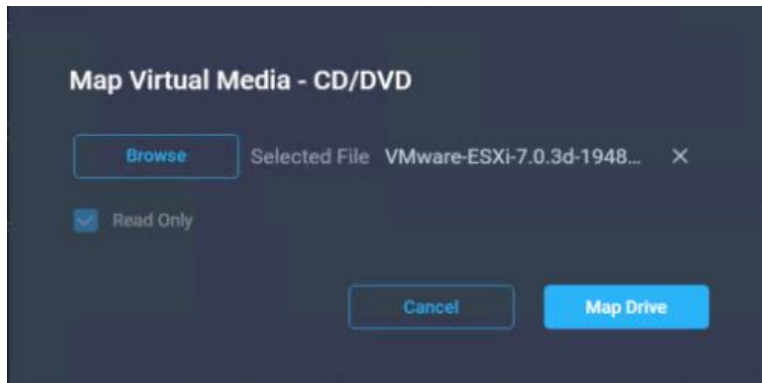 Map Virtual Media - CD/DVD
Browse Selected File VMware-ESXi-7.0.3d-1948...
Read Only
Cancel Map Drive